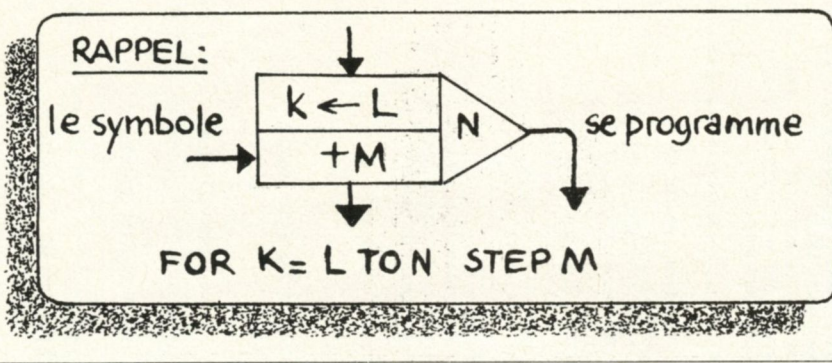 RAPPEL:
le symbole
K ← L
+M
N
se programme
FOR K = L TO N STEP M